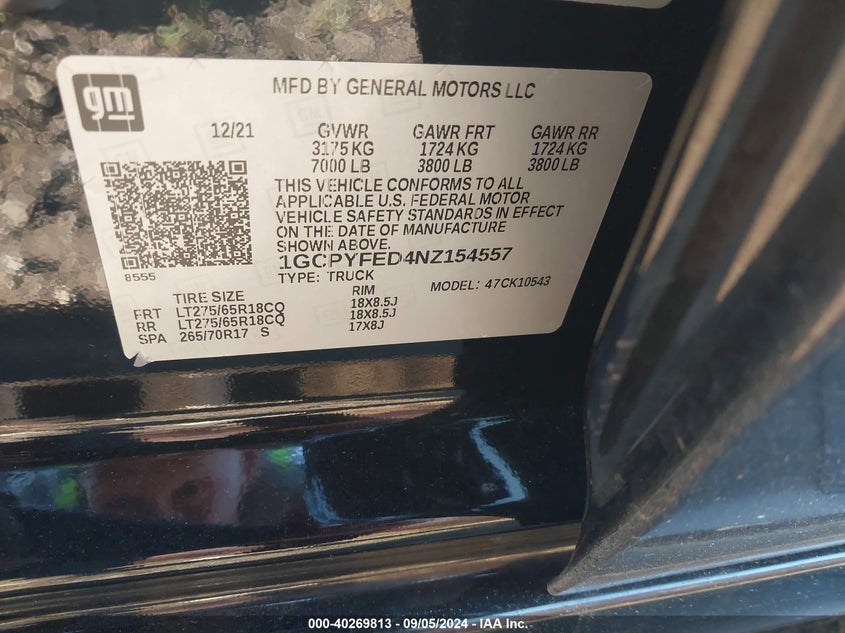 gm
MFD BY GENERAL MOTORS LLC
12/21 GVWR GAWR FRT GAWR RR
3175 KG 1724 KG 1724 KG
7000 LB 3800 LB 3800 LB
THIS VEHICLE CONFORMS TO ALL
APPLICABLE U.S. FEDERAL MOTOR
VEHICLE SAFETY STANDARDS IN EFFECT
ON THE DATE OF MANUFACTURE
SHOWN ABOVE.
8555
1GCPYFED4NZ154557
TYPE: TRUCK MODEL: 47CK10543
TIRE SIZE RIM
FRT LT275/65R18CQ 18X8.5J
RR LT275/65R18CQ 18X8.5J
SPA 265/70R17 S 17X8J
000-40269813 - 09/05/2024 - IAA Inc.